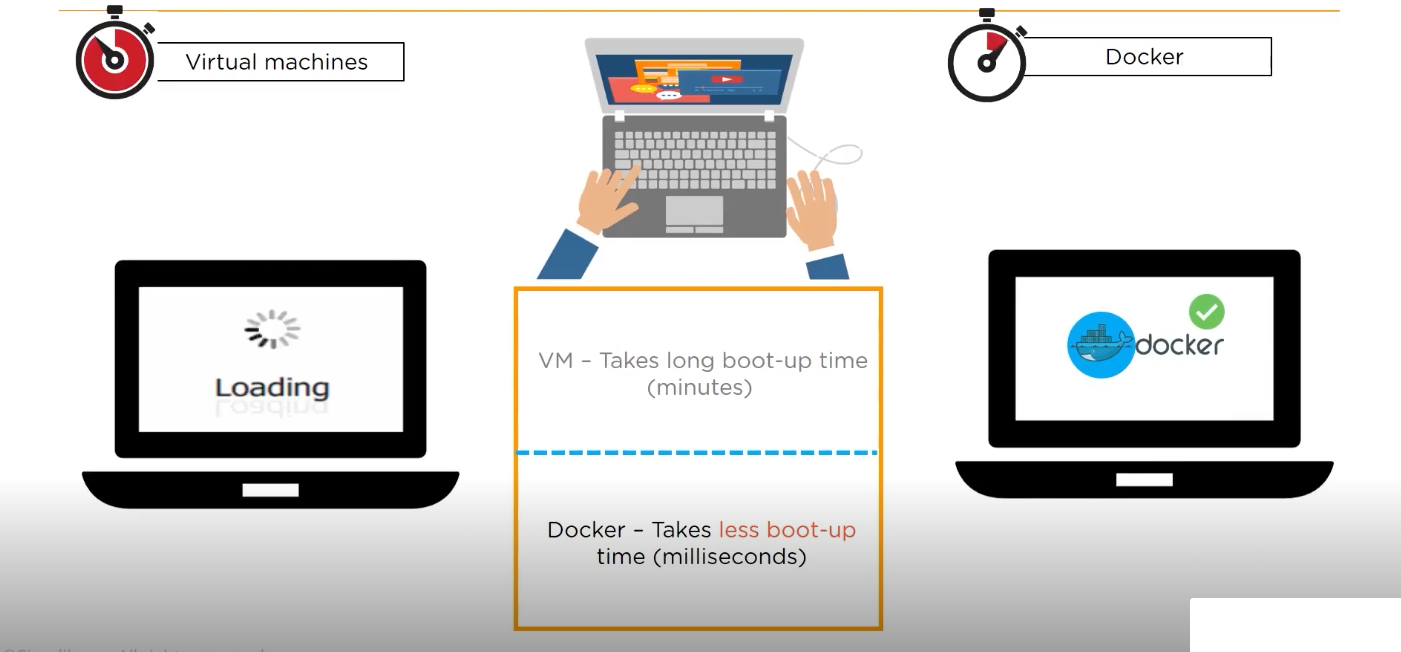 Virtual machines
Docker
Loading
docker
VM – Takes long boot-up time
(minutes)
Docker – Takes less boot-up
time (milliseconds)